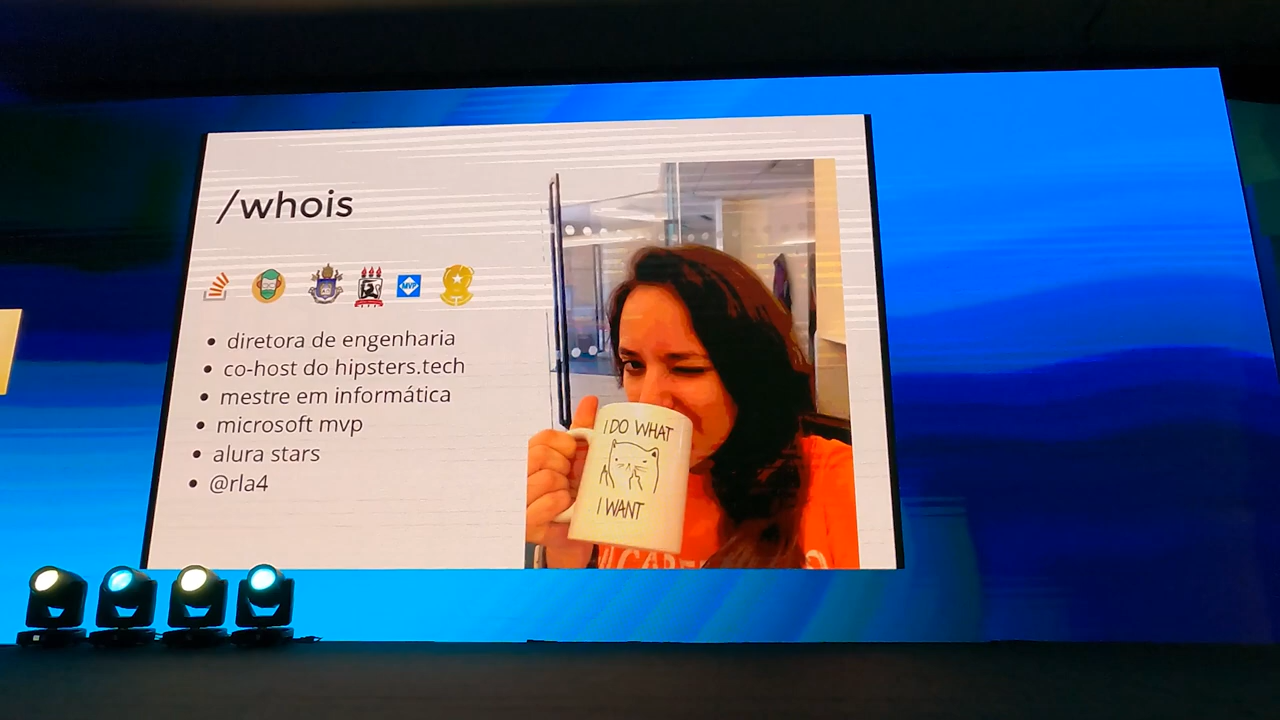 /whois
MVP
diretora de engenharia
co-host do hipsters.tech
mestre em informática
microsoft mvp
alura stars
@rla4
I DO WHAT
I WANT